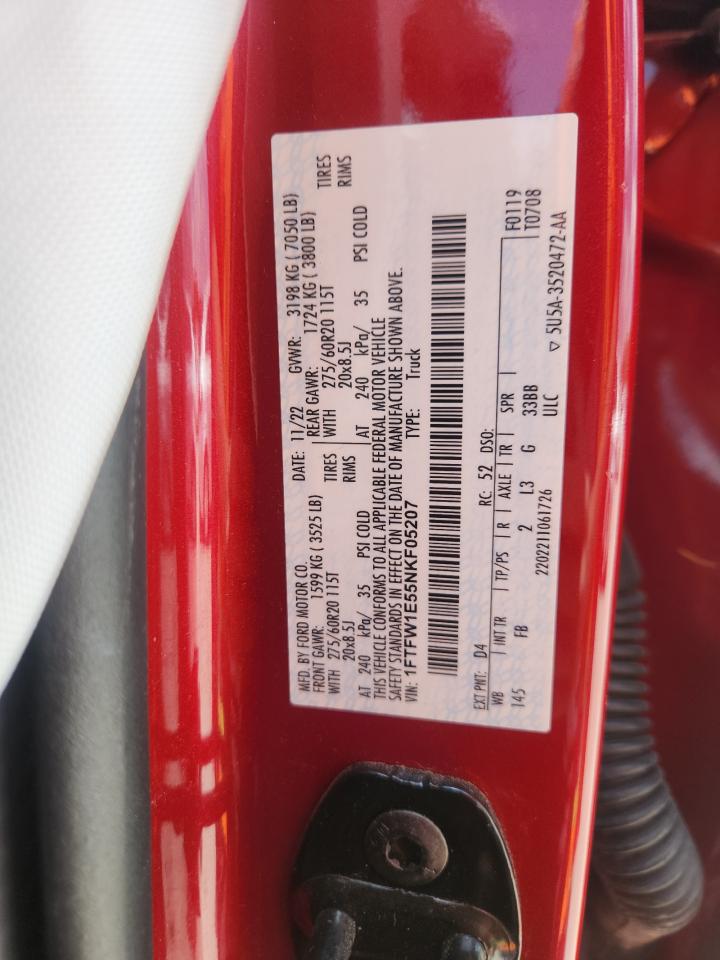 MFD. BY FORD MOTOR CO. DATE: 11/22 GVWR: 3198 KG ( 7050 LB)
FRONT GAWR: 1599 KG ( 3525 LB) REAR GAWR: 1724 KG ( 3800 LB)
WITH 275/60R20 115T TIRES WITH 275/60R20 115T TIRES
20x8.5J RIMS 20x8.5J RIMS
AT 240 kPa/ 35 PSI COLD AT 240 kPa/ 35 PSI COLD
THIS VEHICLE CONFORMS TO ALL APPLICABLE FEDERAL MOTOR VEHICLE
SAFETY STANDARDS IN EFFECT ON THE DATE OF MANUFACTURE SHOWN ABOVE.
VIN: 1FTFW1E55NKF05207 TYPE: Truck
EXT PNT: D4 RC: 52 DSO:
WB INT TR TP/PS R AXLE TR SPR F0119
145 FB 2 L3 G 33BB T0708
ULC
2202211061726 5U5A-3520472-AA